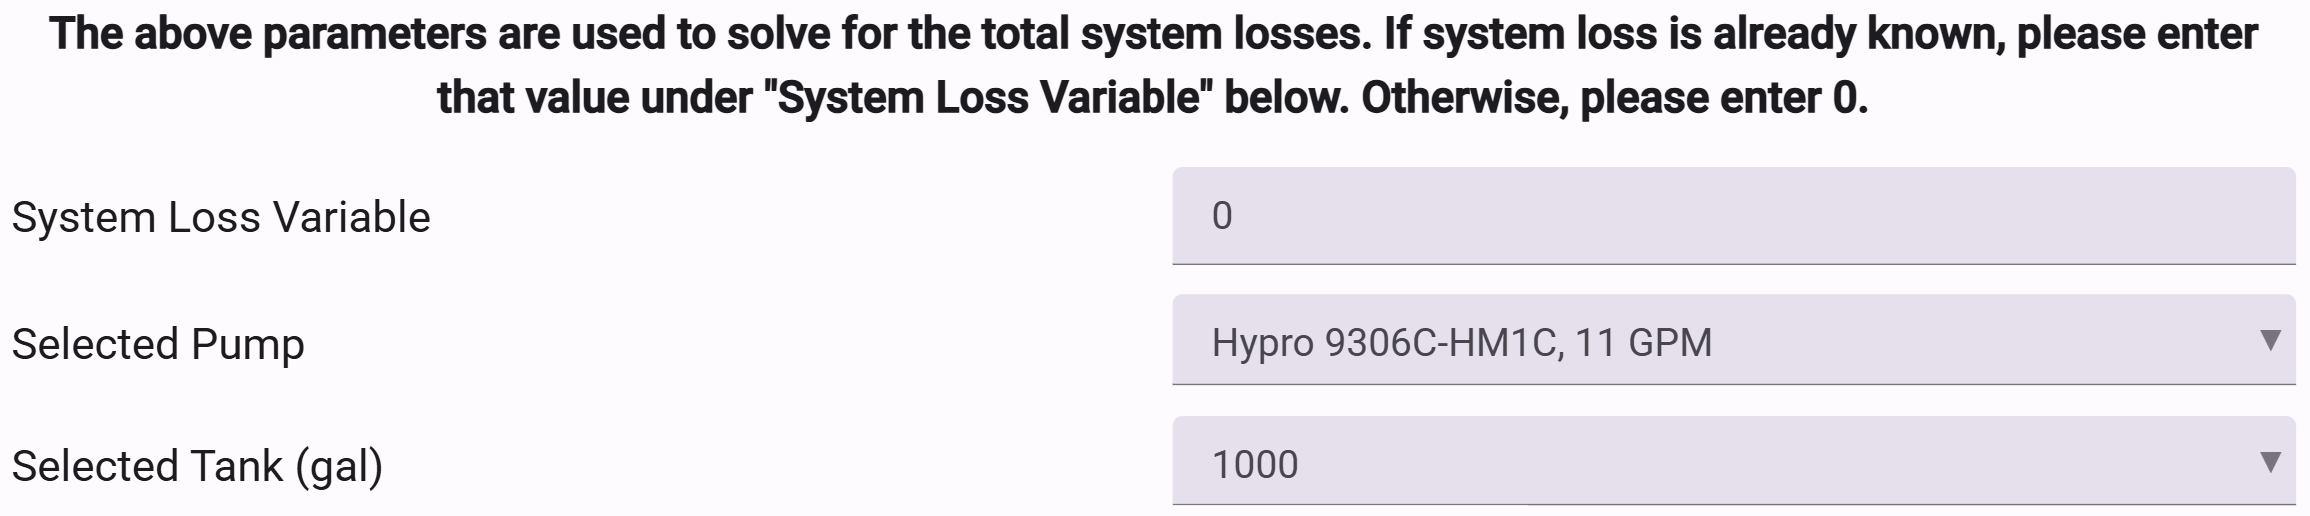 The above parameters are used to solve for the total system losses. If system loss is already known, please enter
that value under "System Loss Variable" below. Otherwise, please enter 0.
System Loss Variable
0
Selected Pump
Hypro 9306C-HM1C, 11 GPM
Selected Tank (gal)
1000